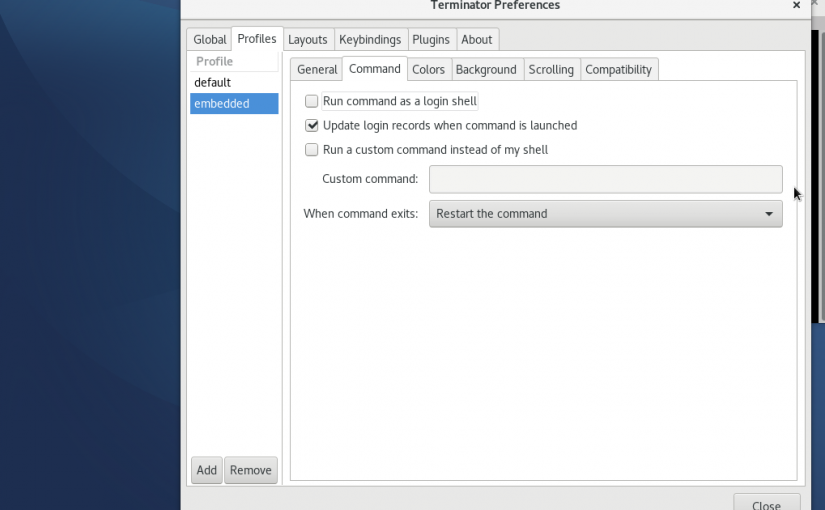 Terminator Preferences
Global Profiles Layouts Keybindings Plugins About
Profile
default
embedded
General Command Colors Background Scrolling Compatibility
Run command as a login shell
Update login records when command is launched
Run a custom command instead of my shell
Custom command:
When command exits: Restart the command
Add Remove
Close